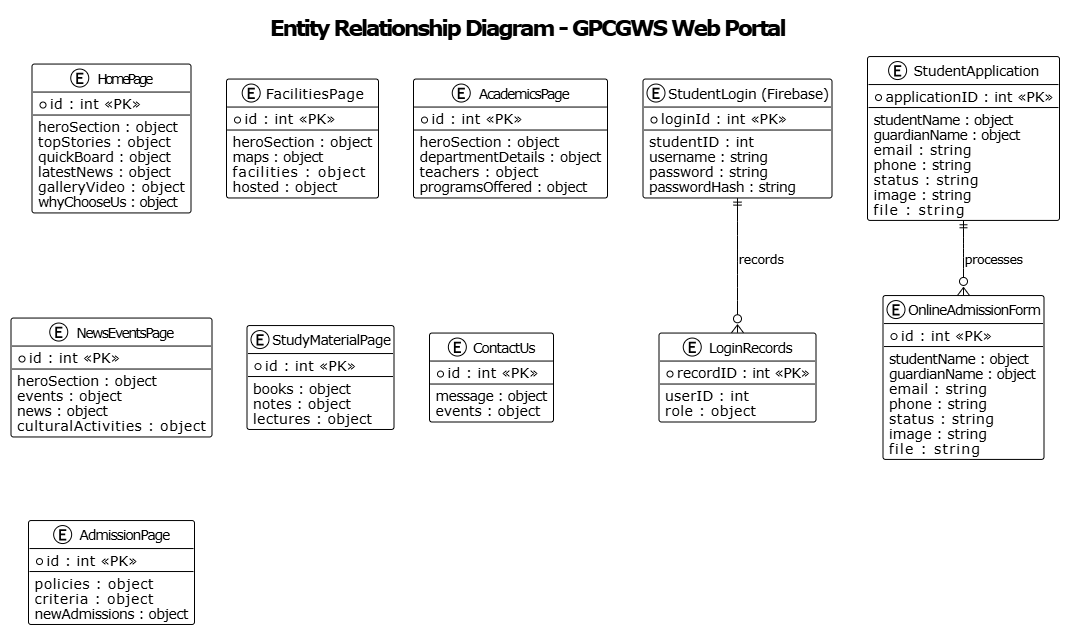 Entity Relationship Diagram - GPCGWS Web Portal
E HomePage
id : int «PK»
heroSection : object
topStories : object
quickBoard : object
latestNews : object
galleryVideo : object
whyChooseUs : object
E FacilitiesPage
id : int «PK»
heroSection : object
maps : object
facilities : object
hosted : object
E AcademicsPage
id : int «PK»
heroSection : object
departmentDetails : object
teachers : object
programsOffered : object
E StudentLogin (Firebase)
loginId : int «PK»
studentID : int
username : string
password : string
passwordHash : string
E StudentApplication
applicationID : int «PK»
studentName : object
guardianName : object
email : string
phone : string
status : string
image : string
file : string
records
processes
E NewsEventsPage
id : int «PK»
heroSection : object
events : object
news : object
culturalActivities : object
E StudyMaterialPage
id : int «PK»
books : object
notes : object
lectures : object
E ContactUs
id : int «PK»
message : object
events : object
E LoginRecords
recordID : int «PK»
userID : int
role : object
E OnlineAdmissionForm
id : int «PK»
studentName : object
guardianName : object
email : string
phone : string
status : string
image : string
file : string
E AdmissionPage
id : int «PK»
policies : object
criteria : object
newAdmissions : object